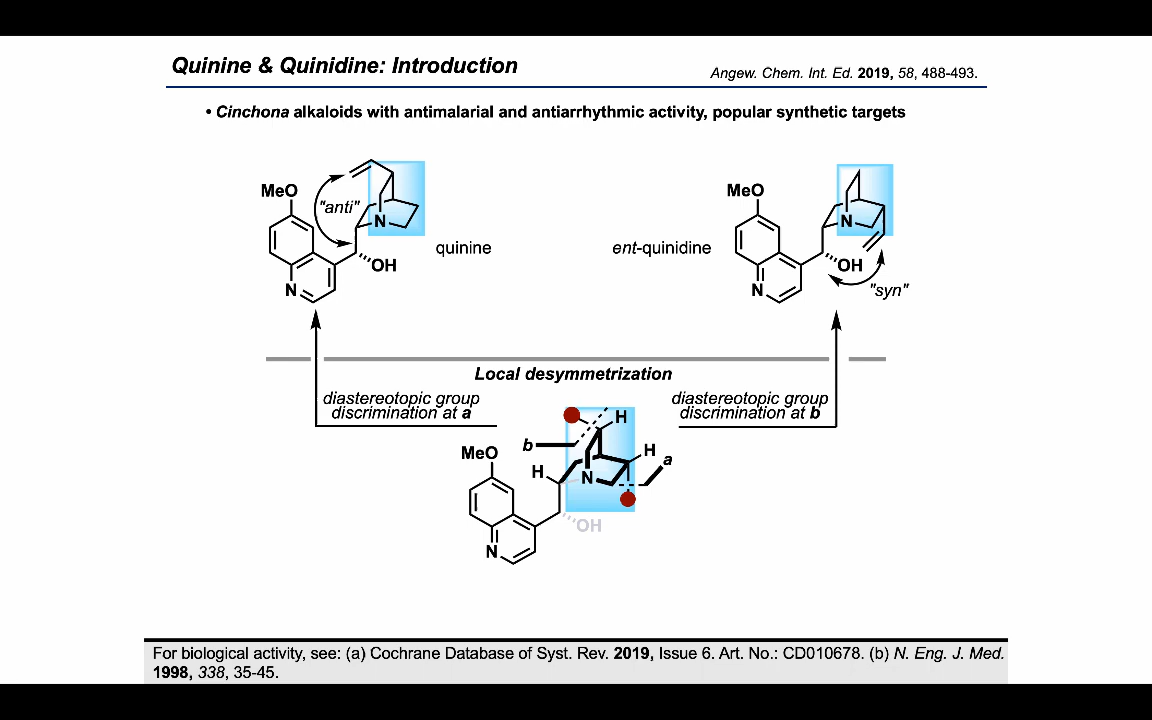 Quinine & Quinidine: Introduction
Angew. Chem. Int. Ed. 2019, 58, 488-493.
• Cinchona alkaloids with antimalarial and antiarrhythmic activity, popular synthetic targets
MeO
"anti"
N
OH
N
quinine
ent-quinidine
MeO
N
OH
N
"syn"
Local desymmetrization
diastereotopic group
discrimination at a
diastereotopic group
discrimination at b
H
b
H
a
MeO
H
N
OH
N
For biological activity, see: (a) Cochrane Database of Syst. Rev. 2019, Issue 6. Art. No.: CD010678. (b) N. Eng. J. Med.
1998, 338, 35-45.